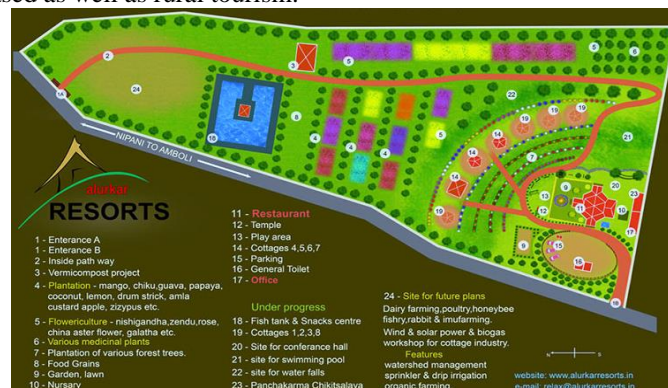 used as well as rural tourism.
NIPANI TO AMBOLI
alurkar
RESORTS
1 - Enterance A
1 - Enterance B
2 - Inside path way
3 - Vermicompost project
4 - Plantation - mango, chiku,guava, papaya,
coconut, lemon, drum strick, amla
custard apple, zizypus etc.
5 - Flowericulture - nishigandha,zendu,rose,
china aster flower, galatha etc.
6 - Various medicinal plants
7 - Plantation of various forest trees.
8 - Food Grains
9 - Garden, lawn
10 - Nursary
11 - Restaurant
12 - Temple
13 - Play area
14 - Cottages 4,5,6,7
15 - Parking
16 - General Toilet
17 - Office
Under progress
18 - Fish tank & Snacks centre
19 - Cottages 1,2,3,8
20 - Site for conferance hall
21 - site for swimming pool
22 - site for water falls
23 - Panchakarma Chikitsalaya
24 - Site for future plans
Dairy farming,poultry,honeybee
fishry,rabbit & imufarming.
Wind & solar power & biogas
workshop for cottage industry.
Features
watershed management
sprinkler & drip irrigation
organic farming
S
website: www.alurkarresorts.in
e-mail: relax@alurkarresorts.in